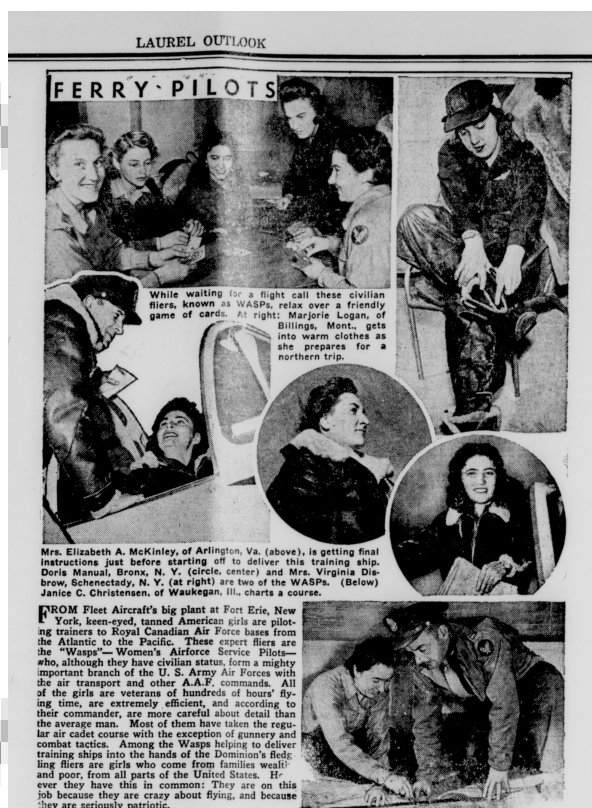 LAUREL OUTLOOK
FERRY PILOTS
While waiting for a flight call these civilian
fliers, known as WASPs, relax over a friendly
game of cards. At right: Marjorie Logan, of
Billings, Mont., gets
into warm clothes as
she prepares for a
northern trip.
Mrs. Elizabeth A. McKinley, of Arlington, Va. (above), is getting final
instructions just before starting off to deliver this training ship.
Doris Manual, Bronx, N. Y. (circle, center) and Mrs. Virginia Dis-
brow, Schenectady, N. Y. (at right) are two of the WASPs. (Below)
Janice C. Christensen, of Waukegan, Ill., charts a course.
FROM Fleet Aircraft's big plant at Fort Erie, New
York, keen-eyed, tanned American girls are pilot-
ing trainers to Royal Canadian Air Force bases from
the Atlantic to the Pacific. These expert fliers are
the "Wasps"—Women's Airforce Service Pilots—
who, although they have civilian status, form a mighty
important branch of the U. S. Army Air Forces with
the air transport and other A.A.F. commands. All
of the girls are veterans of hundreds of hours' fly-
ing time, are extremely efficient, and according to
their commander, are more careful about detail than
the average man. Most of them have taken the regu-
lar air cadet course with the exception of gunnery and
combat tactics. Among the Wasps helping to deliver
training ships into the hands of the Dominion's fledg
ling fliers are girls who come from families wealth
and poor, from all parts of the United States. H
ever they have this in common: They are on this
job because they are crazy about flying, and because
they are seriously patriotic.